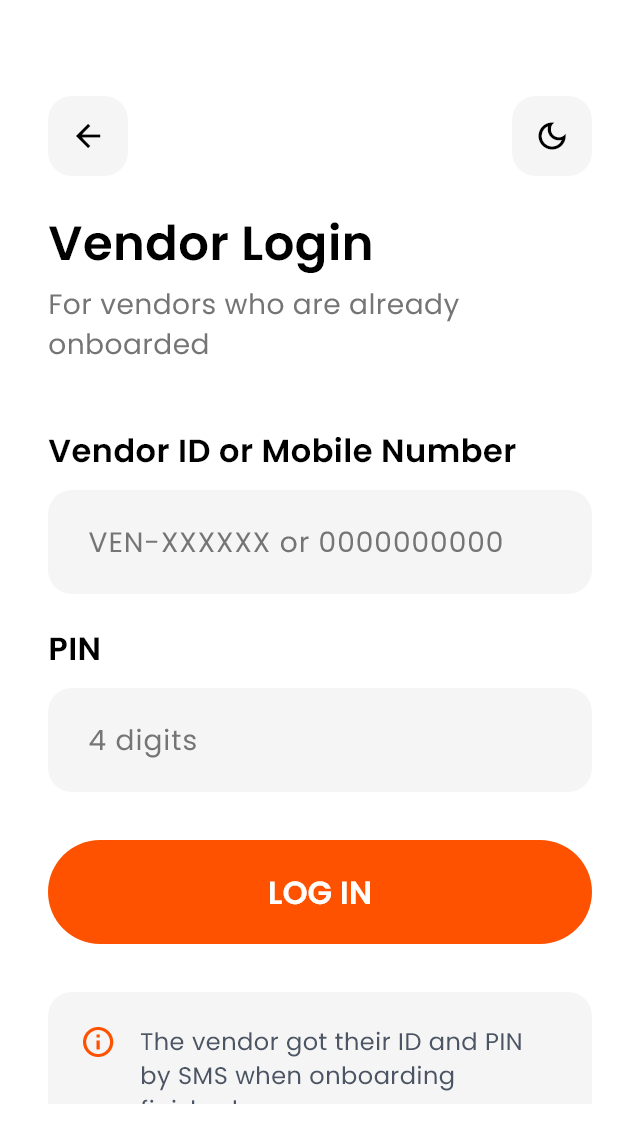 Vendor Login
For vendors who are already
onboarded
Vendor ID or Mobile Number
VEN-XXXXXX or 0000000000
PIN
4 digits
LOG IN
The vendor got their ID and PIN
by SMS when onboarding